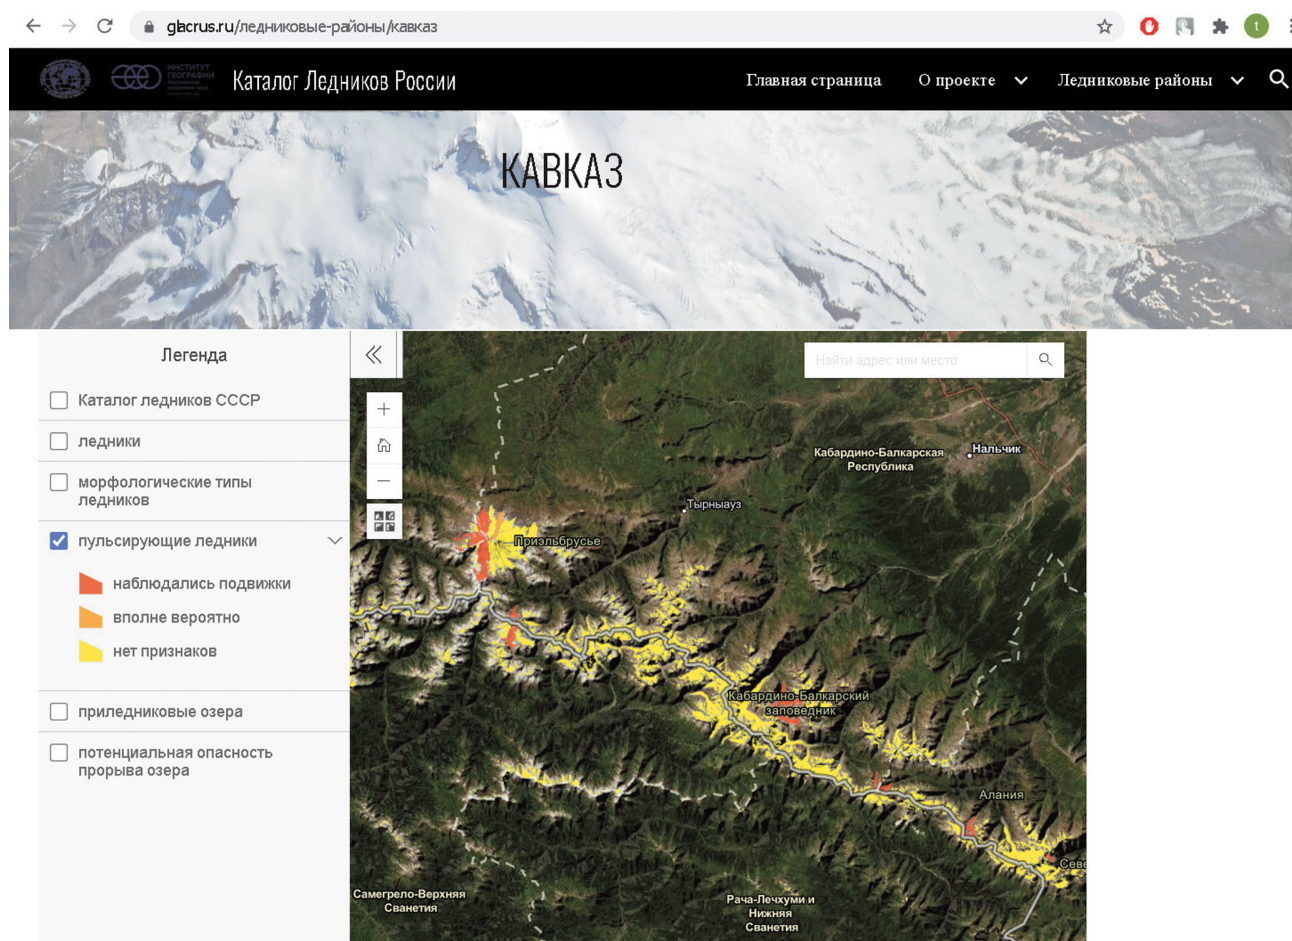 glacrus.ru/ледниковые-районы/кавказ
t
ИНСТИТУТ
ГЕОГРАФИИ
Каталог Ледников России
Главная страница
О проекте
Ледниковые районы
КАВКАЗ
Легенда
Каталог ледников СССР
ледники
морфологические типы
ледников
пульсирующие ледники
наблюдались подвижки
вполне вероятно
нет признаков
приледниковые озера
потенциальная опасность
прорыва озера
Найти адрес или место
Кабардино-Балкарская
Республика
Нальчик
Тырныауз
Приэльбрусье
Кабардино-Балкарский
заповедник
Алания
Севе
Самегрело-Верхняя
Сванетия
Рача-Лечхуми и
Нижняя
Сванетия